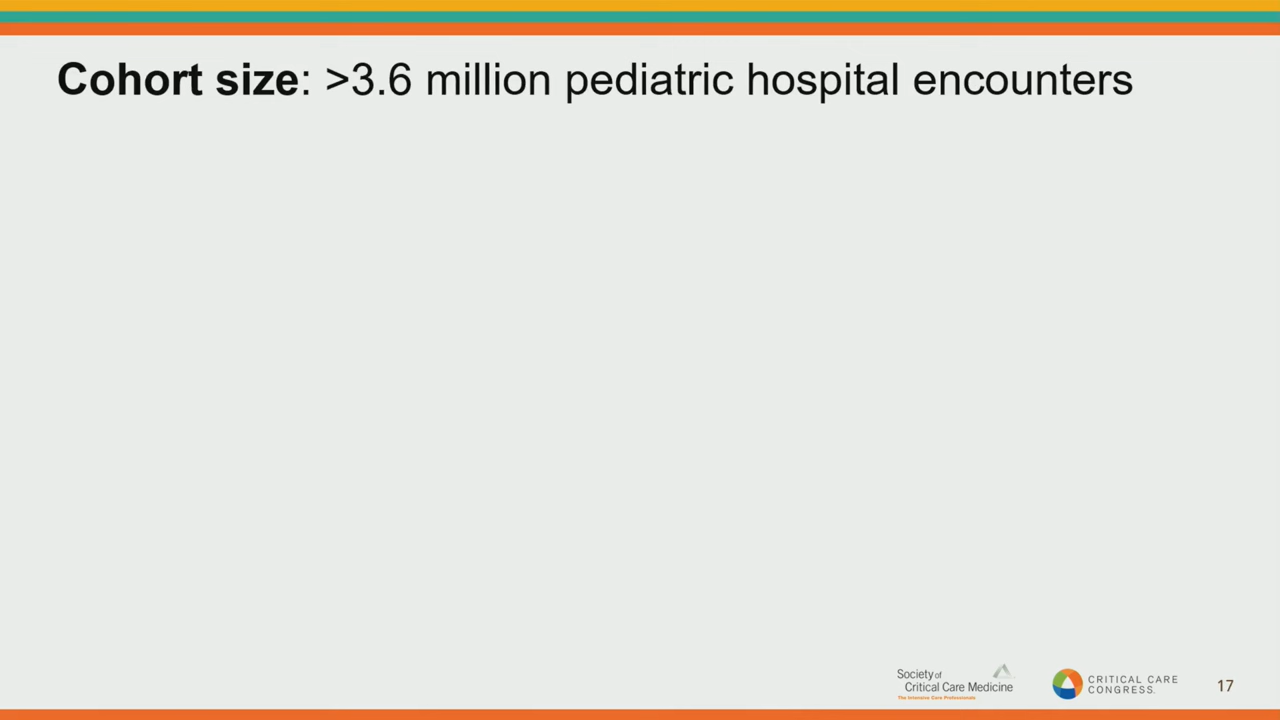 Cohort size: >3.6 million pediatric hospital encounters
Society of
Critical Care Medicine
The Intensive Care Professionals
CRITICAL CARE
CONGRESS.
17